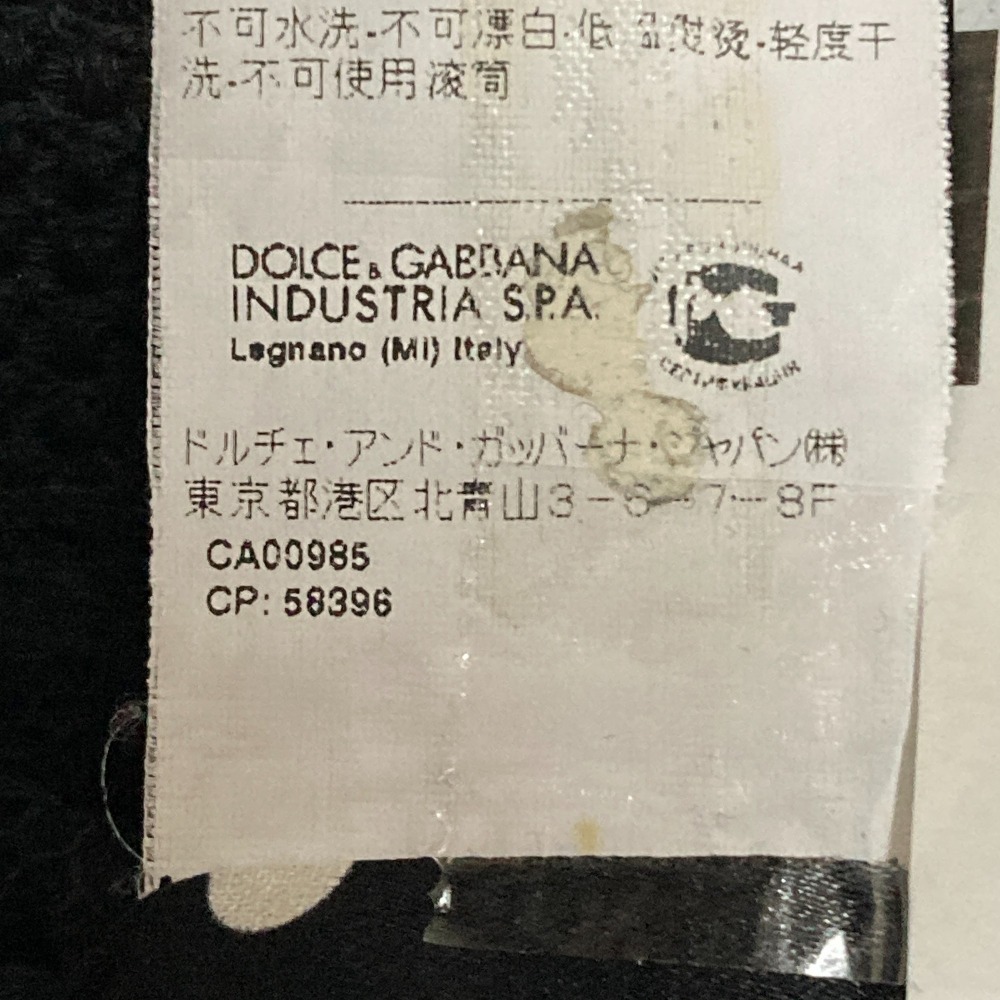 不可水洗-不可漂白-低温熨烫-轻度干
洗-不可使用滚筒
DOLCE & GABBANA
INDUSTRIA S.P.A.
Legnano (MI) Italy
ドルチェ・アンド・ガッバーナ・ジャパン㈱
東京都港区北青山3-6-7-8F
CA00985
CP: 58396